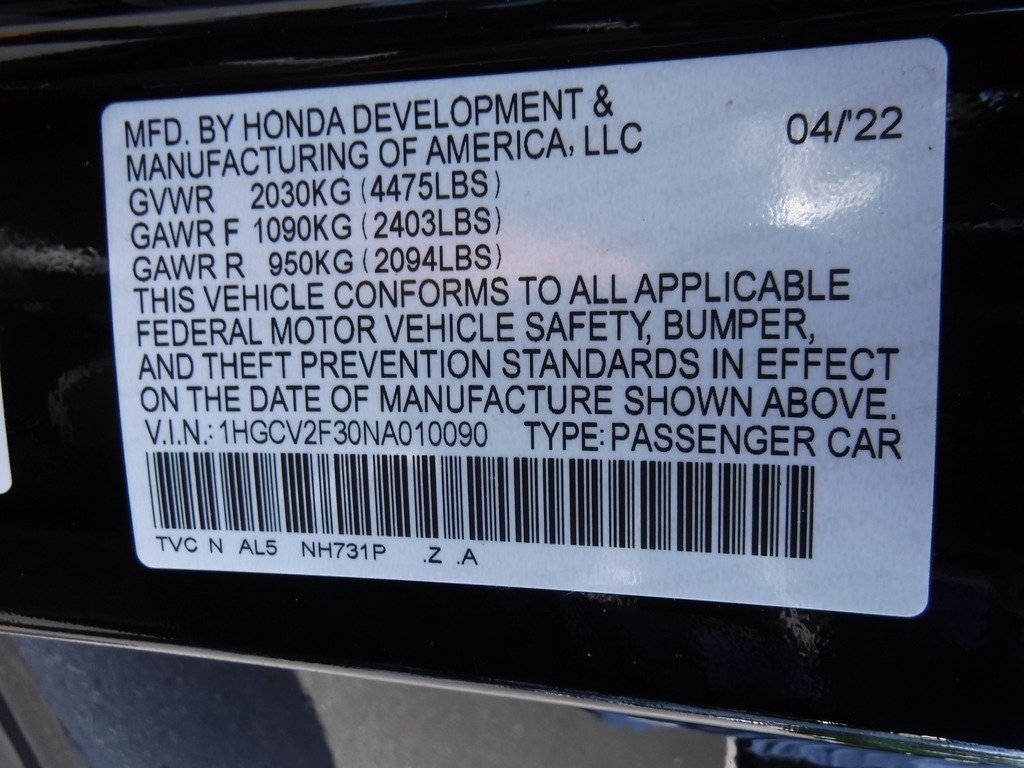 MFD. BY HONDA DEVELOPMENT &
MANUFACTURING OF AMERICA, LLC
04/'22
GVWR 2030KG (4475LBS)
GAWR F 1090KG (2403LBS)
GAWR R 950KG (2094LBS)
THIS VEHICLE CONFORMS TO ALL APPLICABLE
FEDERAL MOTOR VEHICLE SAFETY, BUMPER,
AND THEFT PREVENTION STANDARDS IN EFFECT
ON THE DATE OF MANUFACTURE SHOWN ABOVE.
V.I.N.: 1HGCV2F30NA010090 TYPE: PASSENGER CAR
TVC N AL5 NH731P .Z .A